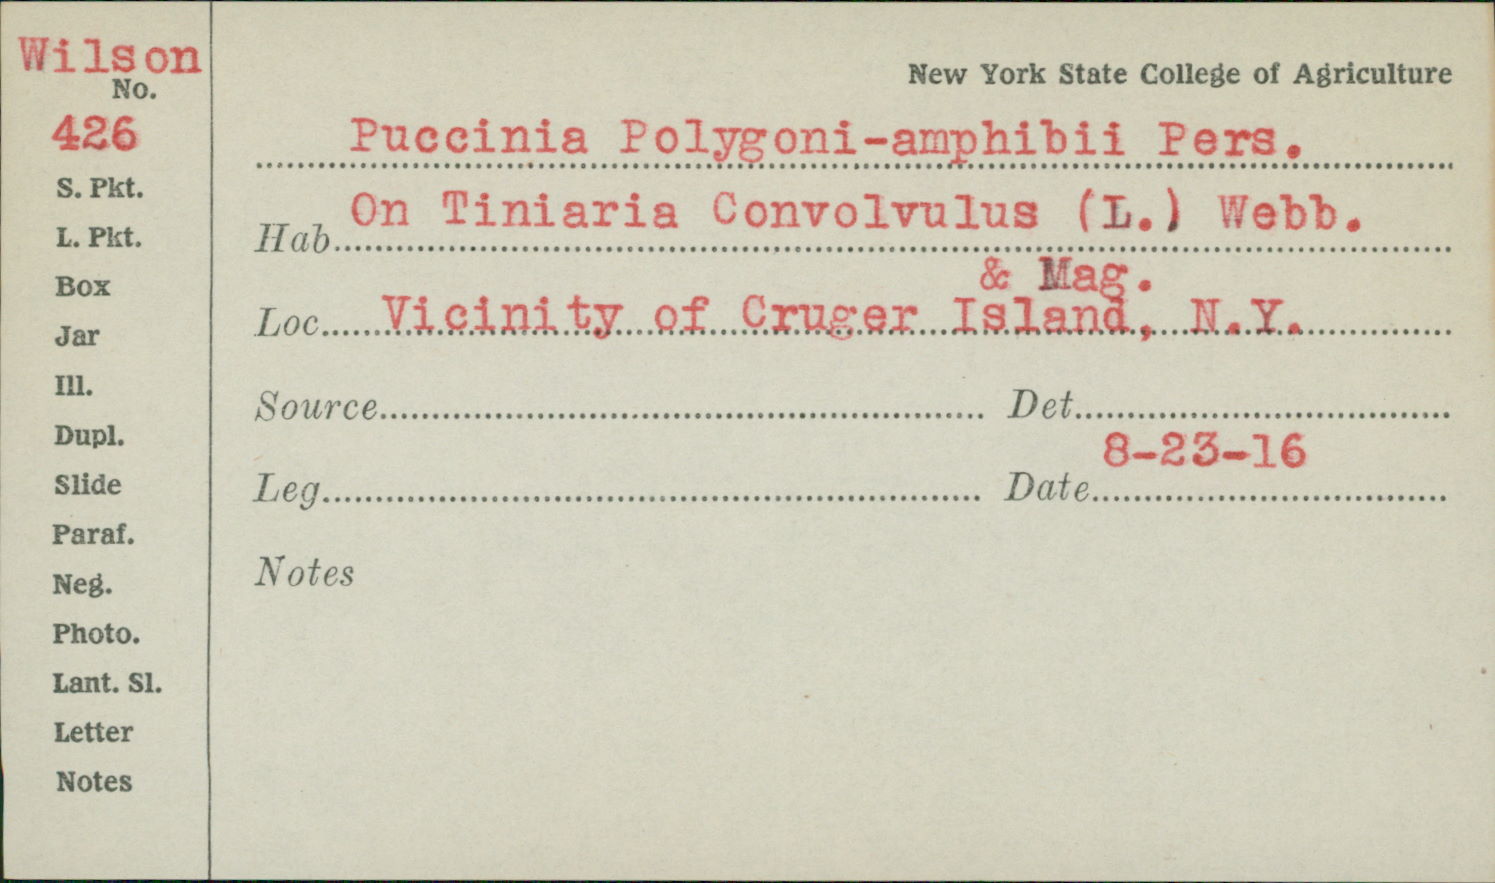 Wilson
No.
426
S. Pkt.
L. Pkt.
Box
Jar
Ill.
Dupl.
Slide
Paraf.
Neg.
Photo.
Lant. Sl.
Letter
Notes
New York State College of Agriculture
Puccinia Polygoni-amphibii Pers.
Hab. On Tiniaria Convolvulus (L.) Webb.
& Mag.
Loc. Vicinity of Cruger Island, N.Y.
Source Det.
8-23-16
Leg. Date
Notes